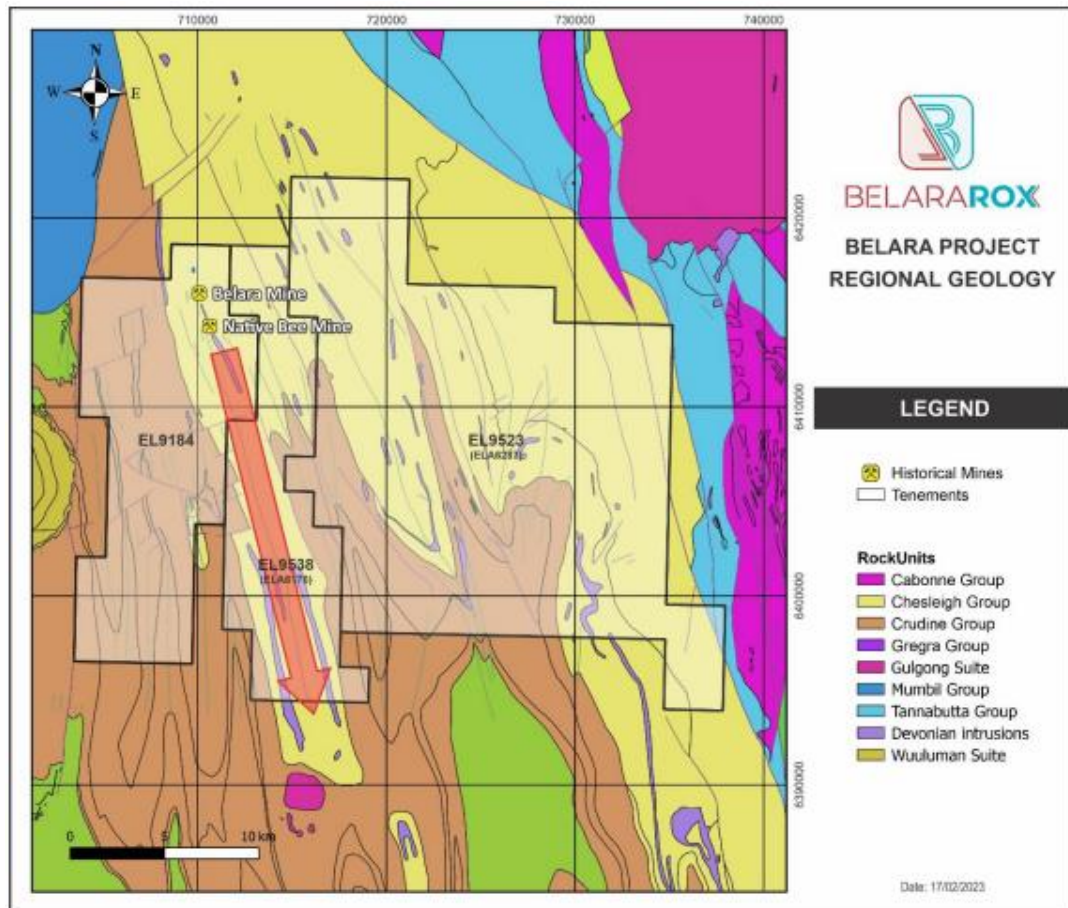 710000
720000
730000
740000
N
W
E
S
6420000
6410000
6400000
6390000
Belara Mine
Native Bee Mine
EL9184
EL9523
EL9538
(ELA6170)
0
5
10 km
BELARAROX
BELARA PROJECT
REGIONAL GEOLOGY
LEGEND
Historical Mines
Tenements
RockUnits
Cabonne Group
Chesleigh Group
Crudine Group
Gregra Group
Gulgong Suite
Mumbil Group
Tannabutta Group
Devonian intrusions
Wuuluman Suite
Date: 17/02/2023